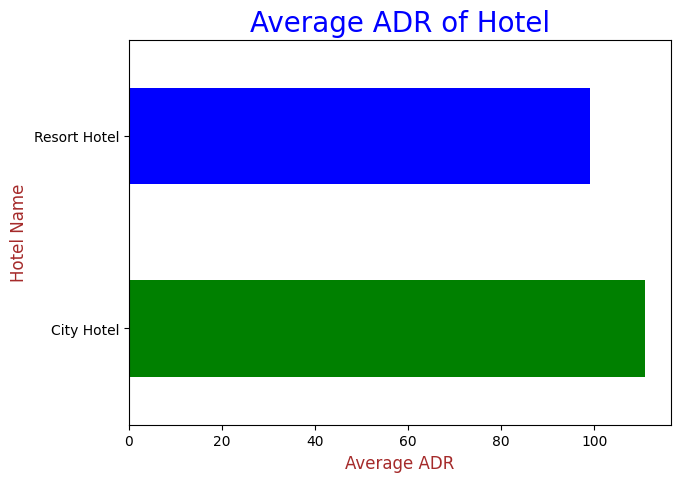 Average ADR of Hotel
Hotel Name
Resort Hotel
City Hotel
0 20 40 60 80 100
Average ADR